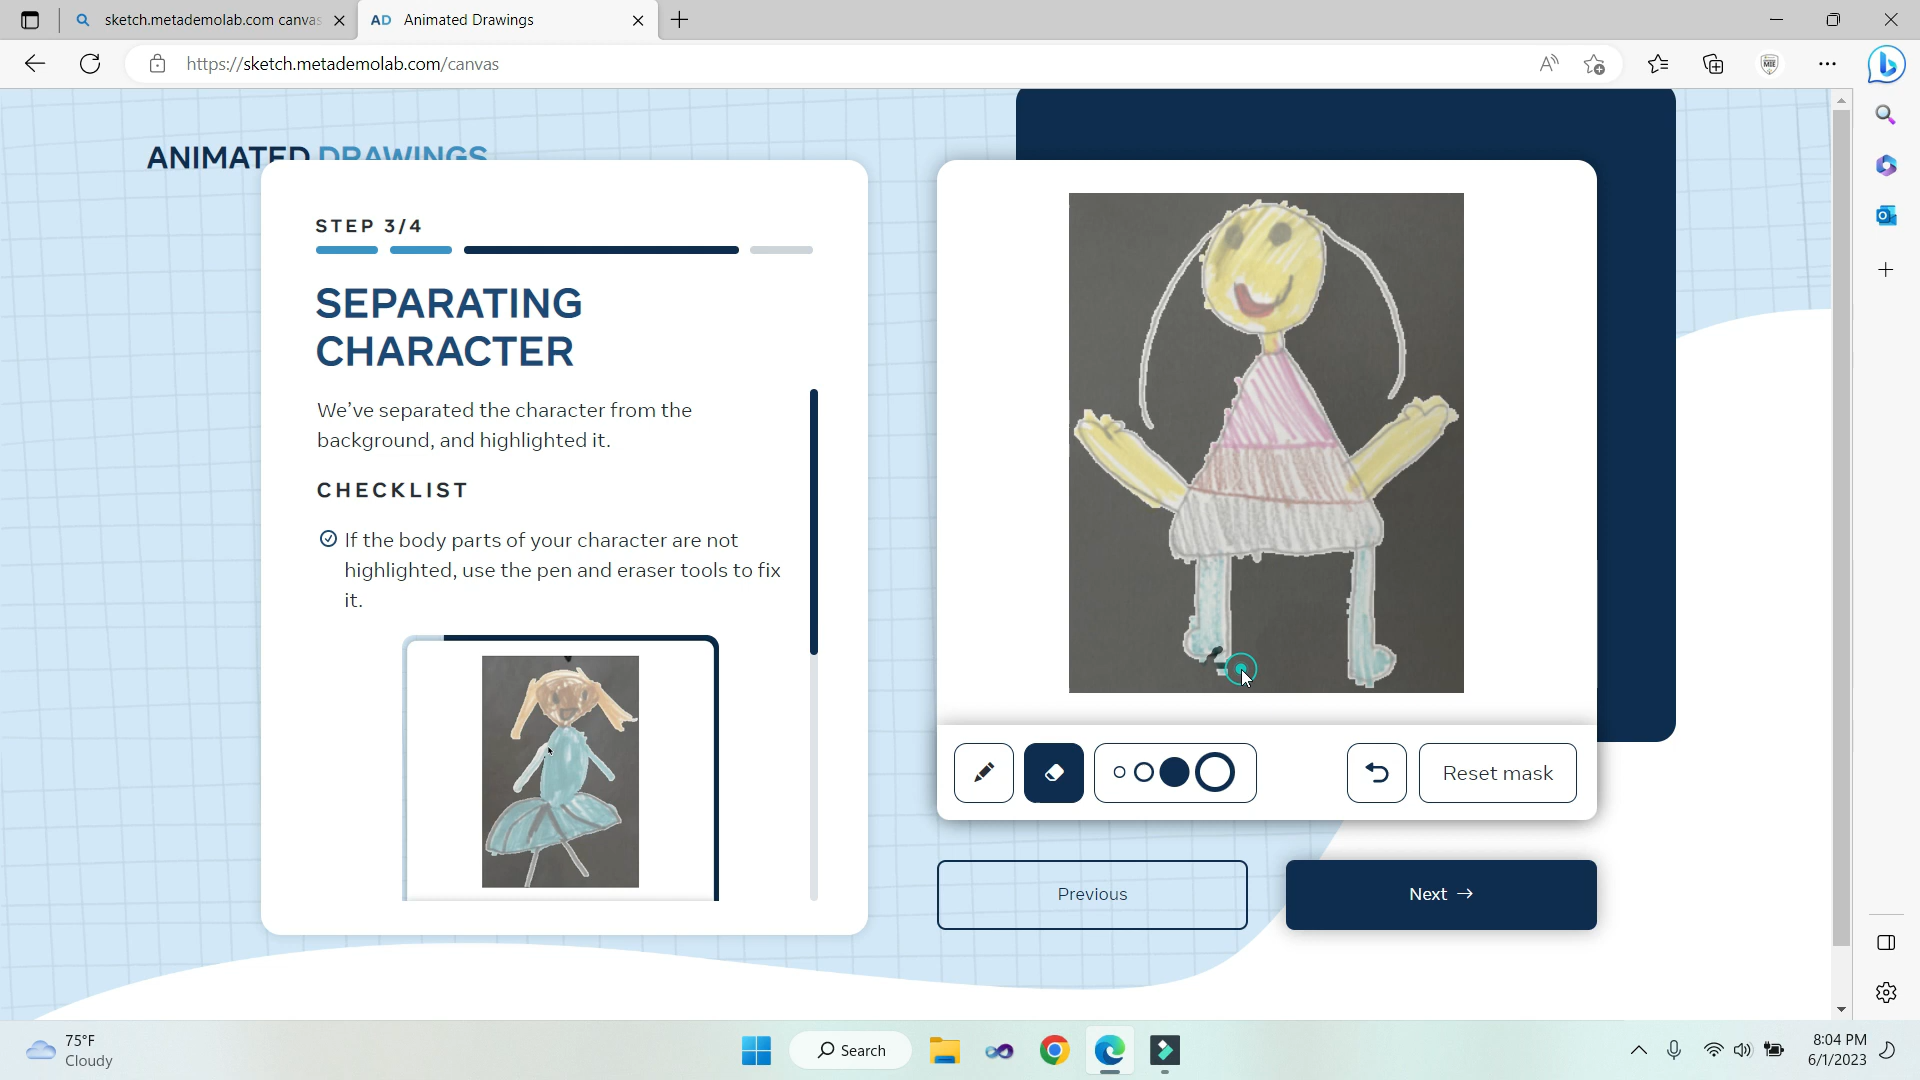 sketch.metademolab.com canvas
AD Animated Drawings
https://sketch.metademolab.com/canvas
ANIMATED DRAWINGS
STEP 3/4
SEPARATING
CHARACTER
We've separated the character from the
background, and highlighted it.
CHECKLIST
If the body parts of your character are not
highlighted, use the pen and eraser tools to fix
it.
Reset mask
Previous
Next →
75°F
Cloudy
Search
8:04 PM
6/1/2023